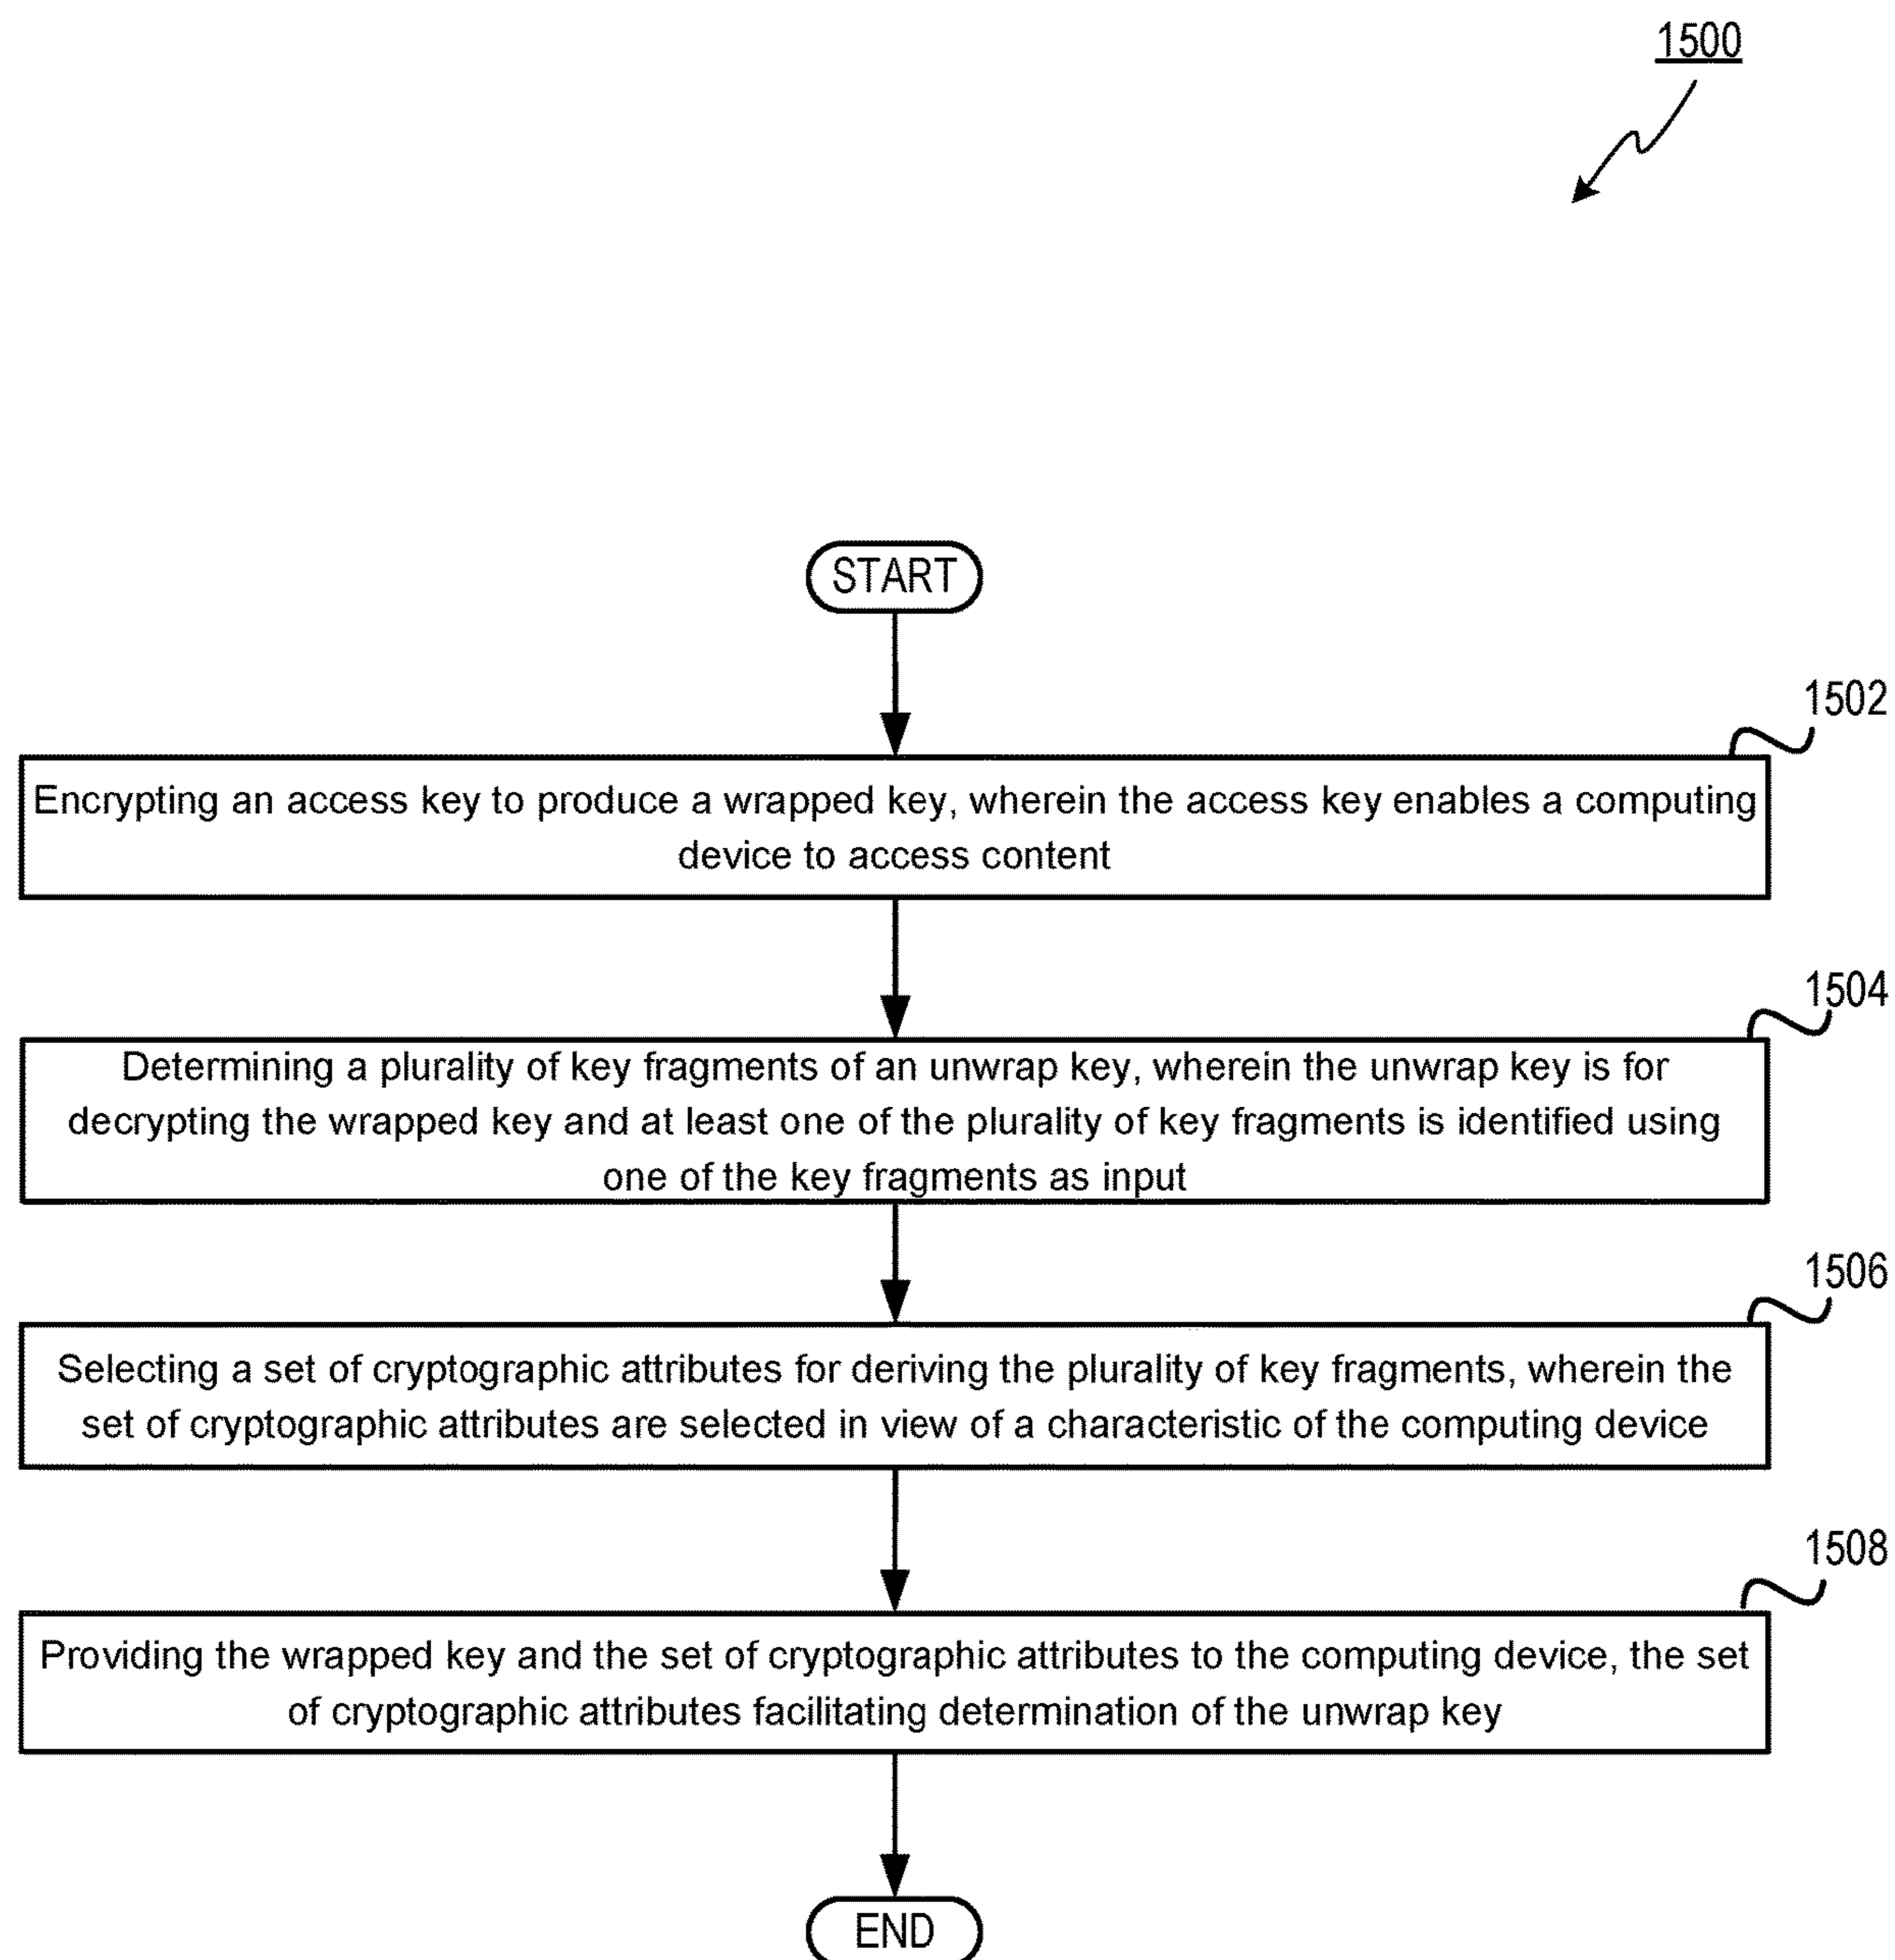 1500
START
1502
Encrypting an access key to produce a wrapped key, wherein the access key enables a computing
device to access content
1504
Determining a plurality of key fragments of an unwrap key, wherein the unwrap key is for
decrypting the wrapped key and at least one of the plurality of key fragments is identified using
one of the key fragments as input
1506
Selecting a set of cryptographic attributes for deriving the plurality of key fragments, wherein the
set of cryptographic attributes are selected in view of a characteristic of the computing device
1508
Providing the wrapped key and the set of cryptographic attributes to the computing device, the set
of cryptographic attributes facilitating determination of the unwrap key
END